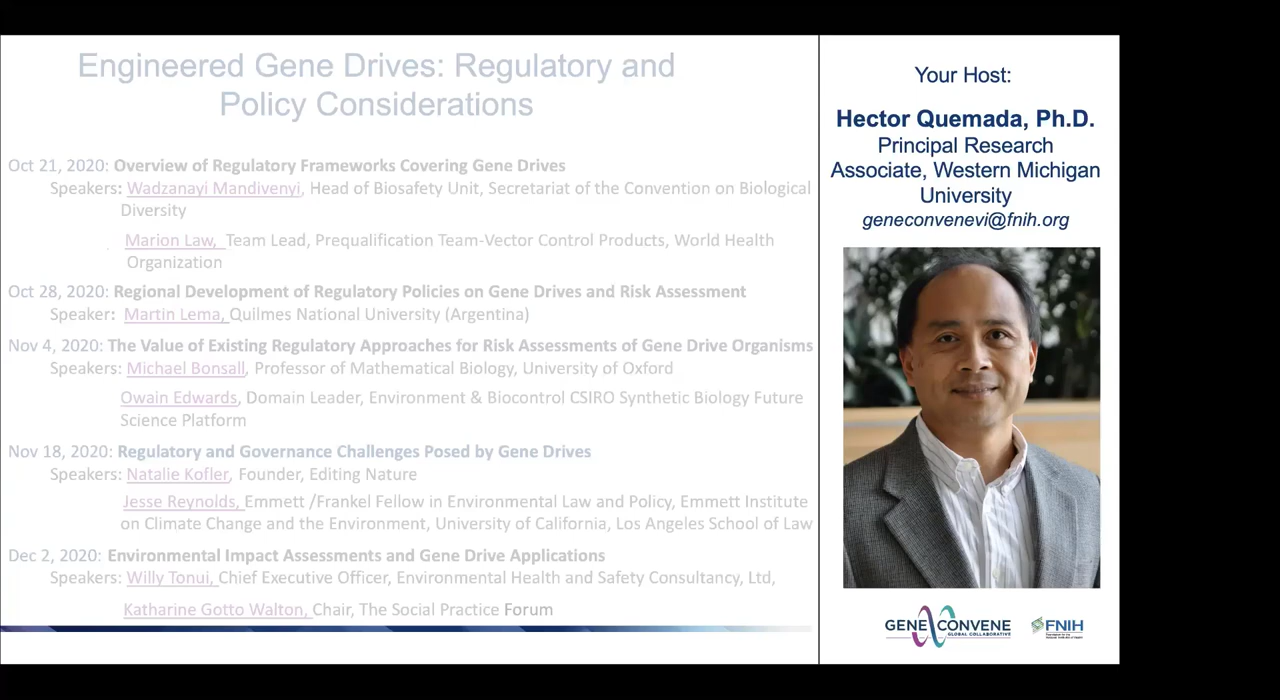 Engineered Gene Drives: Regulatory and
Policy Considerations
Oct 21, 2020: Overview of Regulatory Frameworks Covering Gene Drives
Speakers: Wadzanayi Mandivenyi, Head of Biosafety Unit, Secretariat of the Convention on Biological
Diversity
Marion Law, Team Lead, Prequalification Team-Vector Control Products, World Health
Organization
Oct 28, 2020: Regional Development of Regulatory Policies on Gene Drives and Risk Assessment
Speaker: Martin Lema, Quilmes National University (Argentina)
Nov 4, 2020: The Value of Existing Regulatory Approaches for Risk Assessments of Gene Drive Organisms
Speakers: Michael Bonsall, Professor of Mathematical Biology, University of Oxford
Owain Edwards, Domain Leader, Environment & Biocontrol CSIRO Synthetic Biology Future
Science Platform
Nov 18, 2020: Regulatory and Governance Challenges Posed by Gene Drives
Speakers: Natalie Kofler, Founder, Editing Nature
Jesse Reynolds, Emmett /Frankel Fellow in Environmental Law and Policy, Emmett Institute
on Climate Change and the Environment, University of California, Los Angeles School of Law
Dec 2, 2020: Environmental Impact Assessments and Gene Drive Applications
Speakers: Willy Tonui, Chief Executive Officer, Environmental Health and Safety Consultancy, Ltd,
Katharine Gotto Walton, Chair, The Social Practice Forum
Your Host:
Hector Quemada, Ph.D.
Principal Research
Associate, Western Michigan
University
geneconvenevi@fnih.org
GENE CONVENE
GLOBAL COLLABORATIVE
FNIH